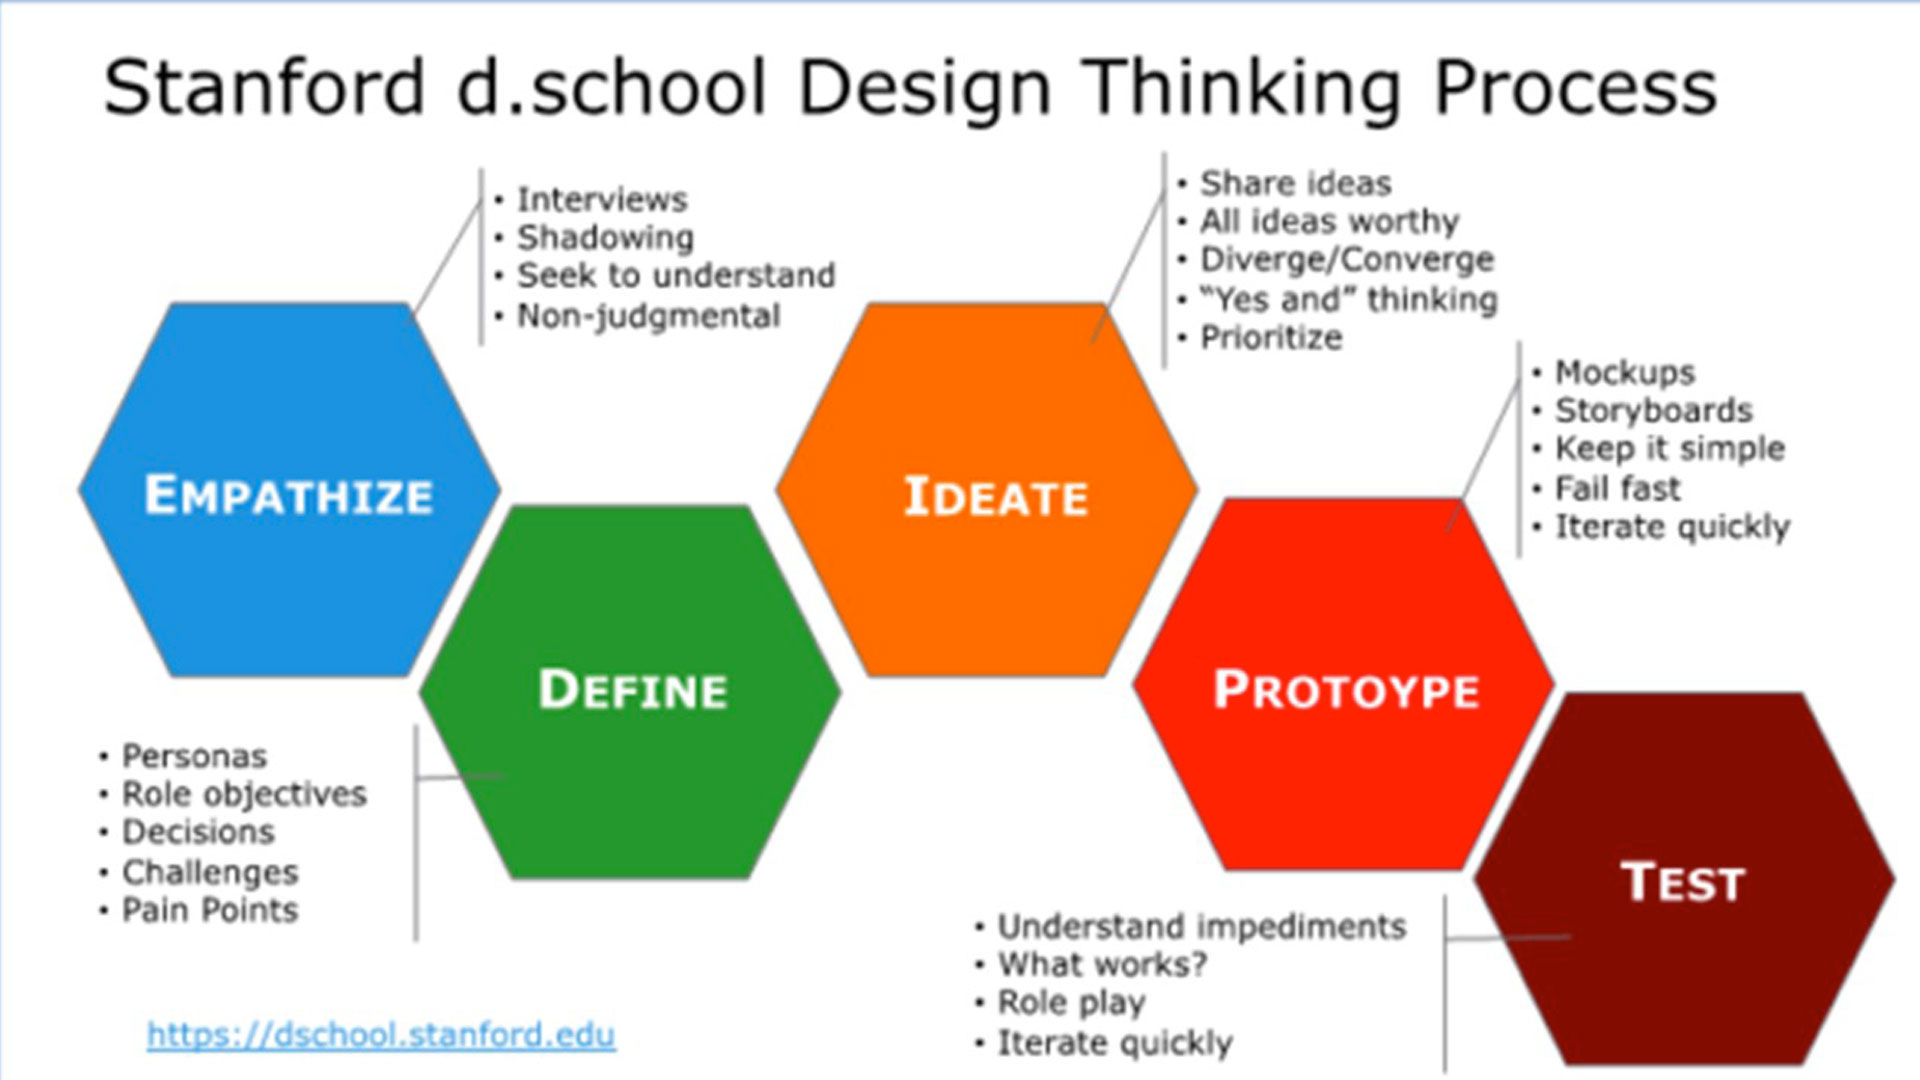 Stanford d.school Design Thinking Process
• Interviews
• Shadowing
• Seek to understand
• Non-judgmental
• Share ideas
• All ideas worthy
• Diverge/Converge
• “Yes and” thinking
• Prioritize
• Mockups
• Storyboards
• Keep it simple
• Fail fast
• Iterate quickly
EMPATHIZE
IDEATE
DEFINE
PROTOYPE
TEST
• Personas
• Role objectives
• Decisions
• Challenges
• Pain Points
• Understand impediments
• What works?
• Role play
• Iterate quickly
https://dschool.stanford.edu